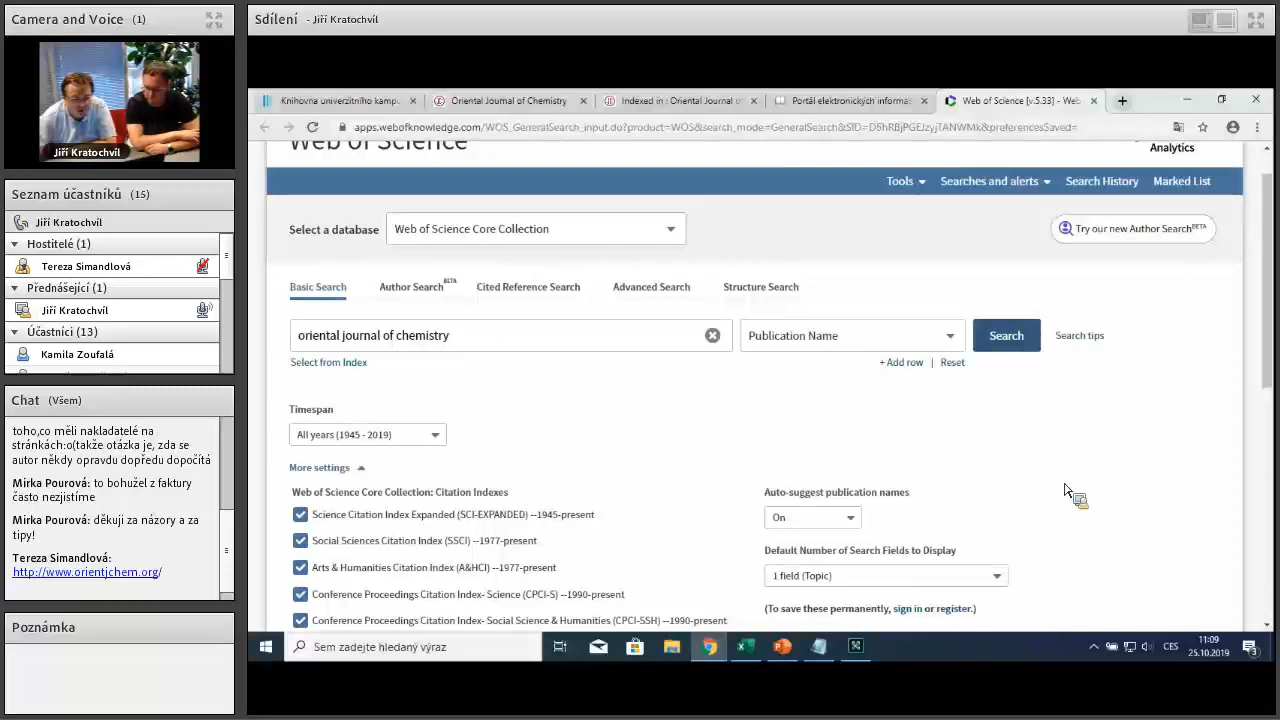 Camera and Voice (1)
Jiří Kratochvíl
Seznam účastníků (15)
Jiří Kratochvíl
Hostitelé (1)
Tereza Simandlová
Přednášející (1)
Jiří Kratochvíl
Účastníci (13)
Kamila Zoufalá
Chat (Všem)
toho,co měli nakladatelé na
stránkách:o(takže otázka je, zda se
autor někdy opravdu dopředu dopočítá
Mirka Pourová: to bohužel z faktury
často nezjistíme
Mirka Pourová: děkuji za názory a za
tipy!
Tereza Simandlová:
http://www.orientjchem.org/
Poznámka
Sdílení - Jiří Kratochvíl
Knihovna univerzitního kampu
Oriental Journal of Chemistry
Indexed in : Oriental Journal o
Portál elektronických informa
Web of Science [v.5.33] - Web
apps.webofknowledge.com/WOS_GeneralSearch_input.do?product=WOS&search_mode=GeneralSearch&SID=D5hRBjPGEJzyjTANWMk&preferencesSaved=
Web of Science
Analytics
Tools
Searches and alerts
Search History
Marked List
Select a database
Web of Science Core Collection
Try our new Author Search BETA
Basic Search
Author Search BETA
Cited Reference Search
Advanced Search
Structure Search
oriental journal of chemistry
Publication Name
Search
Search tips
Select from Index
+ Add row | Reset
Timespan
All years (1945 - 2019)
More settings
Web of Science Core Collection: Citation Indexes
Science Citation Index Expanded (SCI-EXPANDED) --1945-present
Social Sciences Citation Index (SSCI) --1977-present
Arts & Humanities Citation Index (A&HCI) --1977-present
Conference Proceedings Citation Index- Science (CPCI-S) --1990-present
Conference Proceedings Citation Index- Social Science & Humanities (CPCI-SSH) --1990-present
Auto-suggest publication names
On
Default Number of Search Fields to Display
1 field (Topic)
(To save these permanently, sign in or register.)
Sem zadejte hledaný výraz
CES
11:09
25.10.2019
3